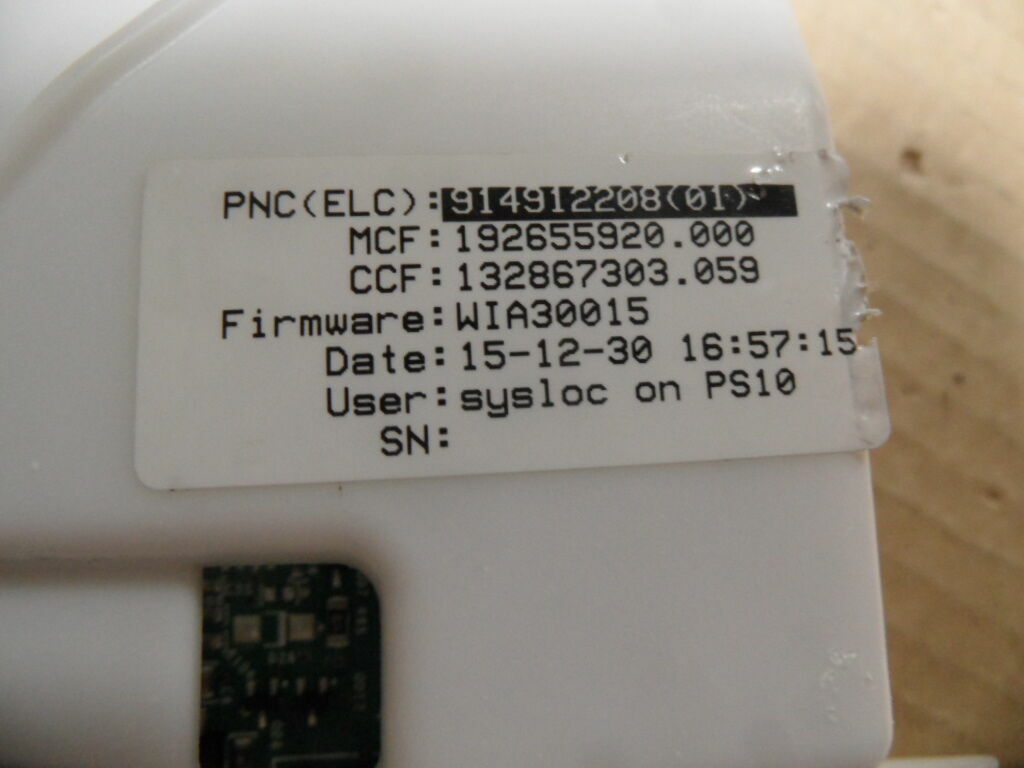 PNC(ELC):914912208(01)
MCF:192655920.000
CCF:132867303.059
Firmware:WIA30015
Date:15-12-30 16:57:15
User:sysloc on PS10
SN: